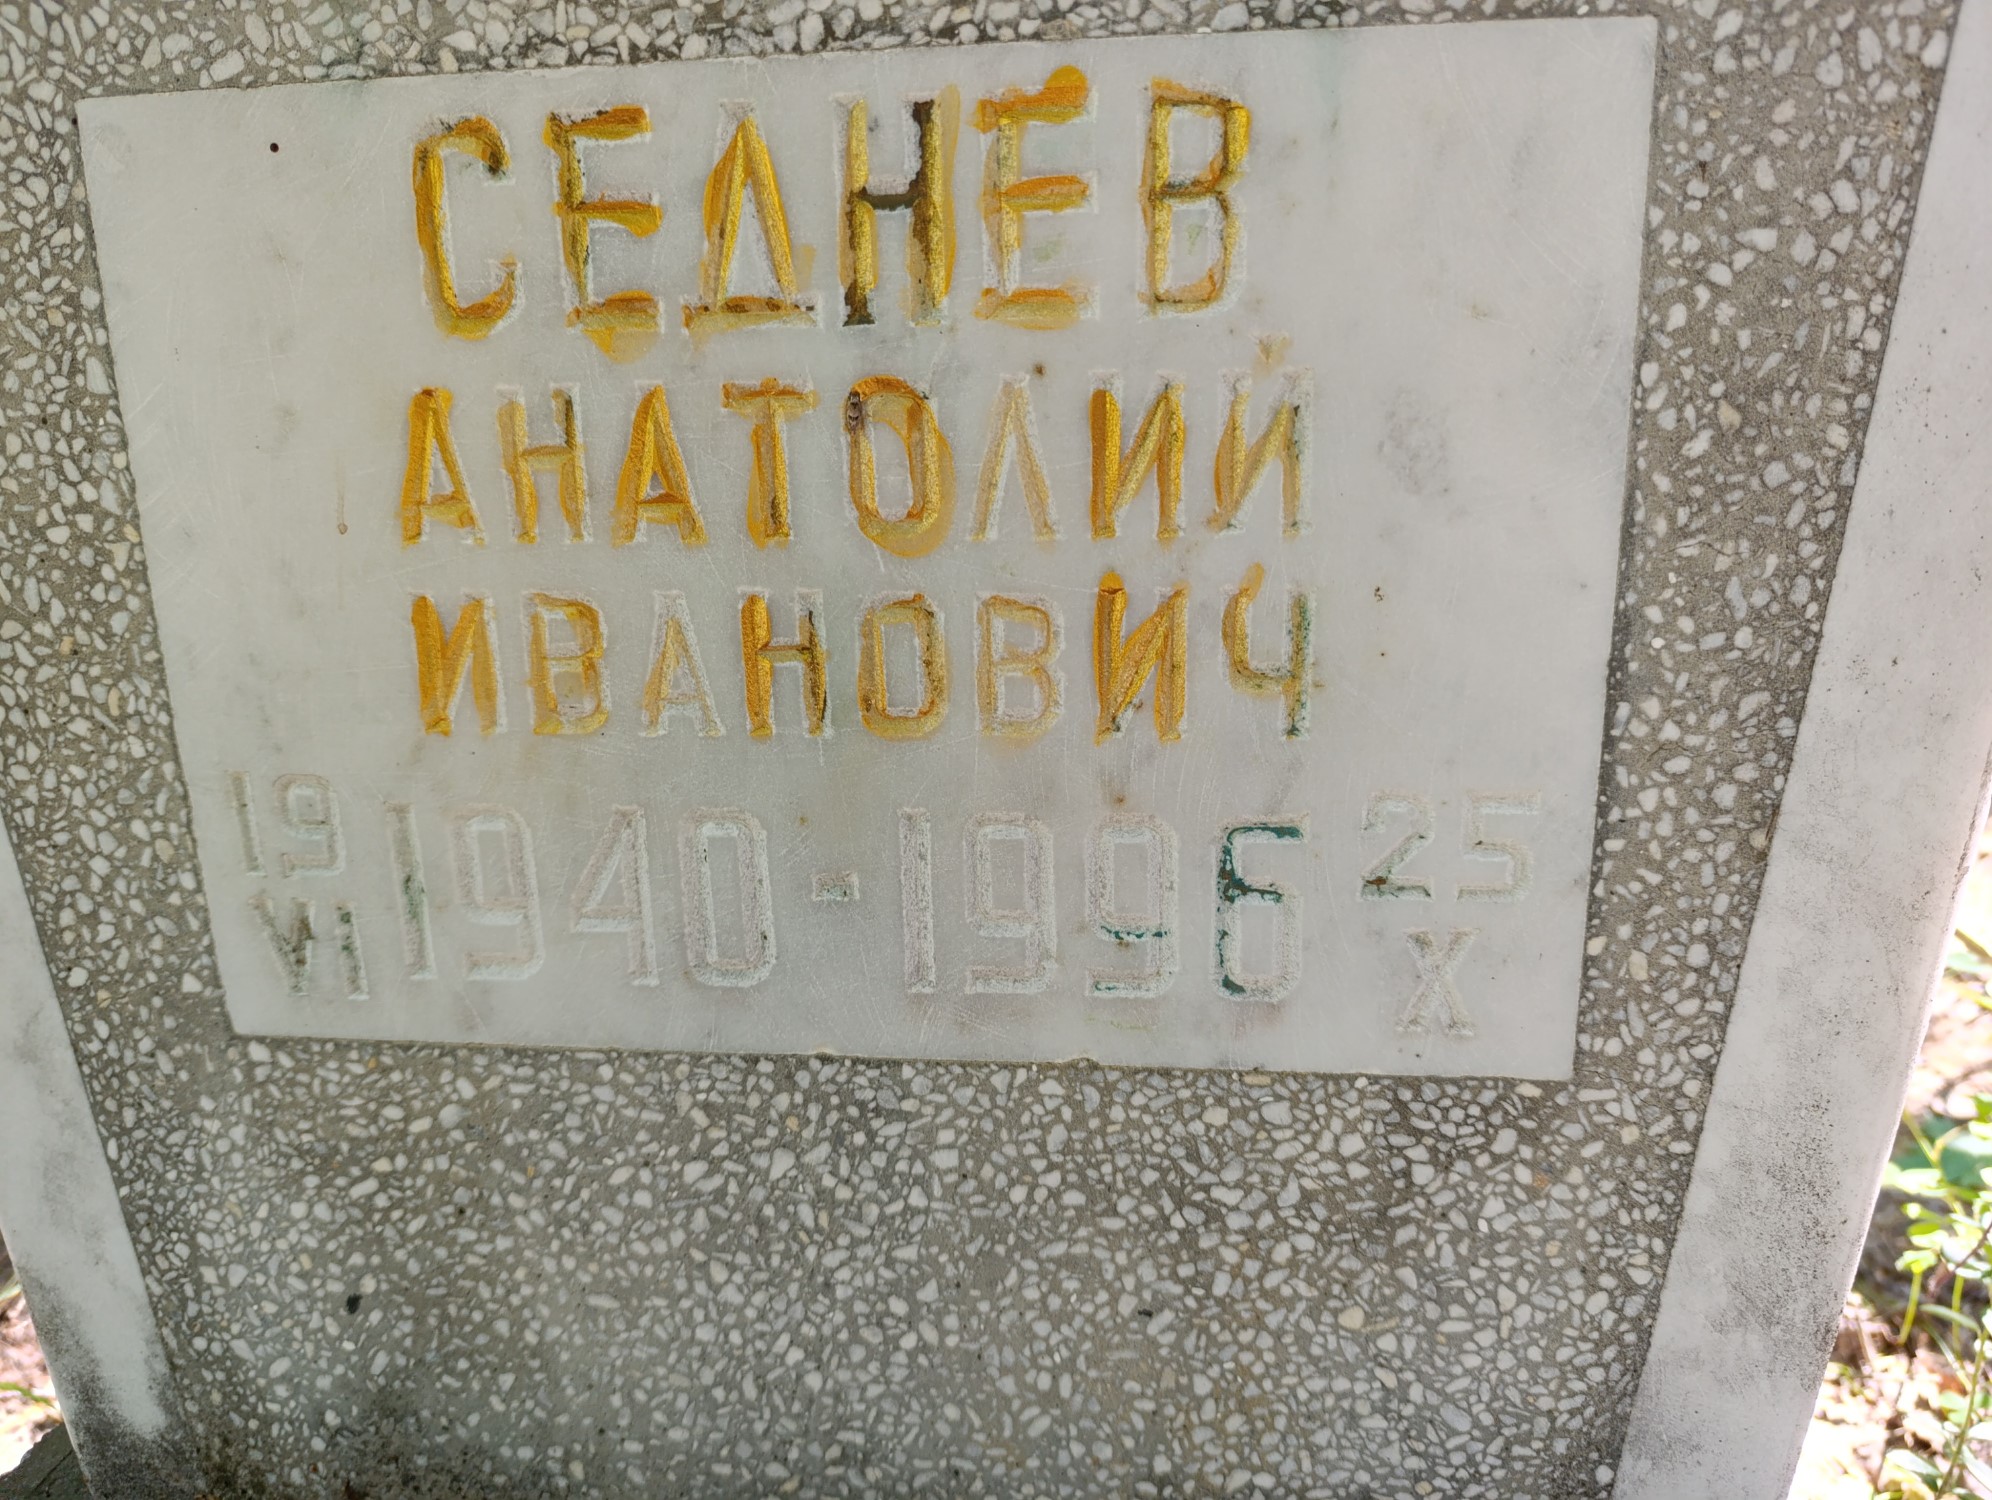 СЕДНЕВ
АНАТОЛИЙ
ИВАНОВИЧ
19 1940-1996 25
VI X